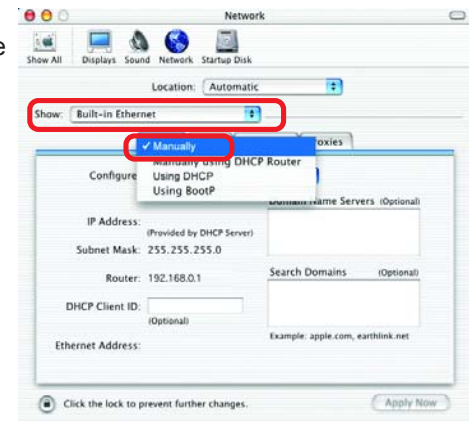 Network
e
Show All Displays Sound Network Startup Disk
Location: Automatic
Show: Built-in Ethernet
✓ Manually
Manually using DHCP Router
Using DHCP
Using BootP
Proxies
Configure
Domain Name Servers (Optional)
IP Address:
(Provided by DHCP Server)
Subnet Mask: 255.255.255.0
Router: 192.168.0.1
Search Domains (Optional)
DHCP Client ID:
(Optional)
Example: apple.com, earthlink.net
Ethernet Address:
Click the lock to prevent further changes.
Apply Now